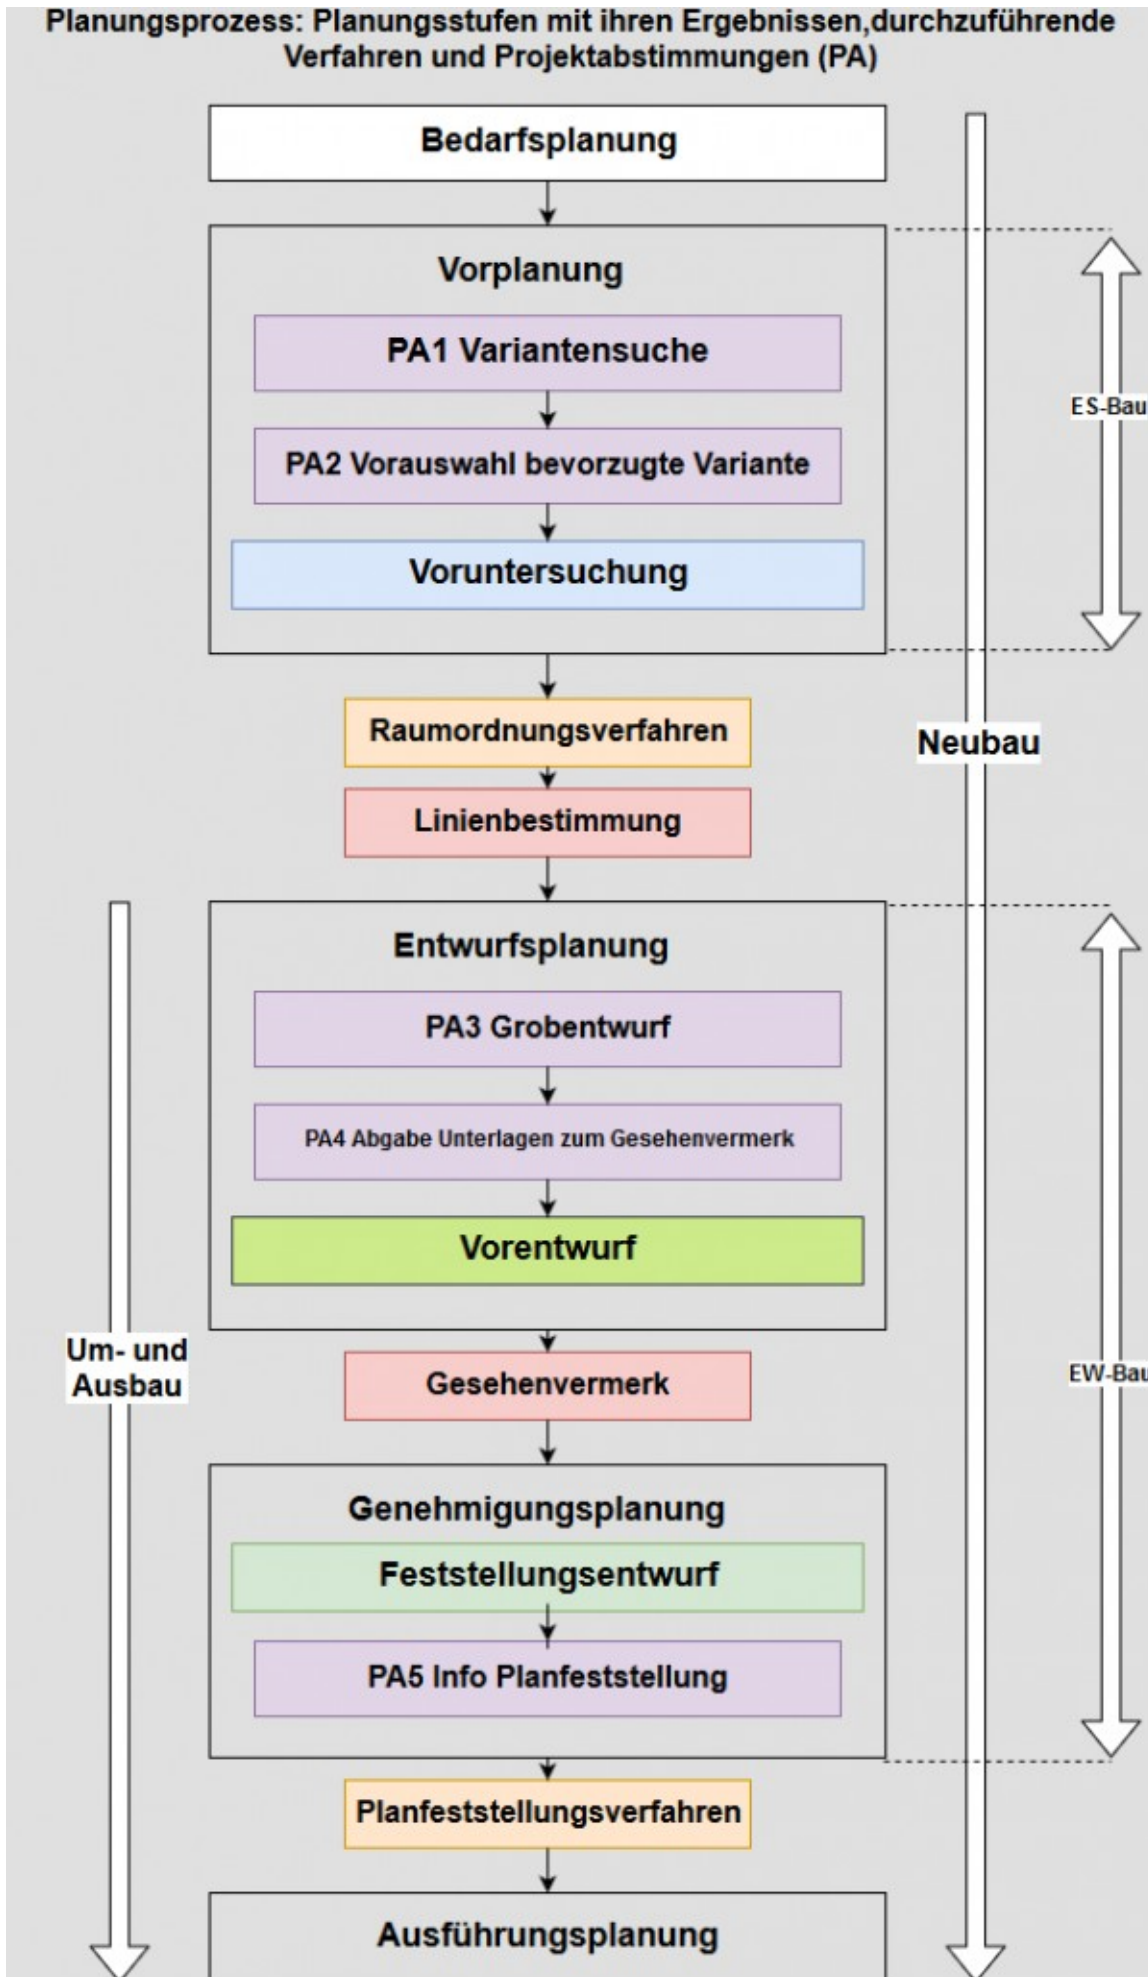 Planungsprozess: Planungsstufen mit ihren Ergebnissen,durchzuführende
Verfahren und Projektabstimmungen (PA)
Bedarfsplanung
Vorplanung
PA1 Variantensuche
ES-Bau
PA2 Vorauswahl bevorzugte Variante
Voruntersuchung
Raumordnungsverfahren
Neubau
Linienbestimmung
Entwurfsplanung
PA3 Grobentwurf
PA4 Abgabe Unterlagen zum Gesehenvermerk
Vorentwurf
Um- und
Ausbau
EW-Bau
Gesehenvermerk
Genehmigungsplanung
Feststellungsentwurf
PA5 Info Planfeststellung
Planfeststellungsverfahren
Ausführungsplanung